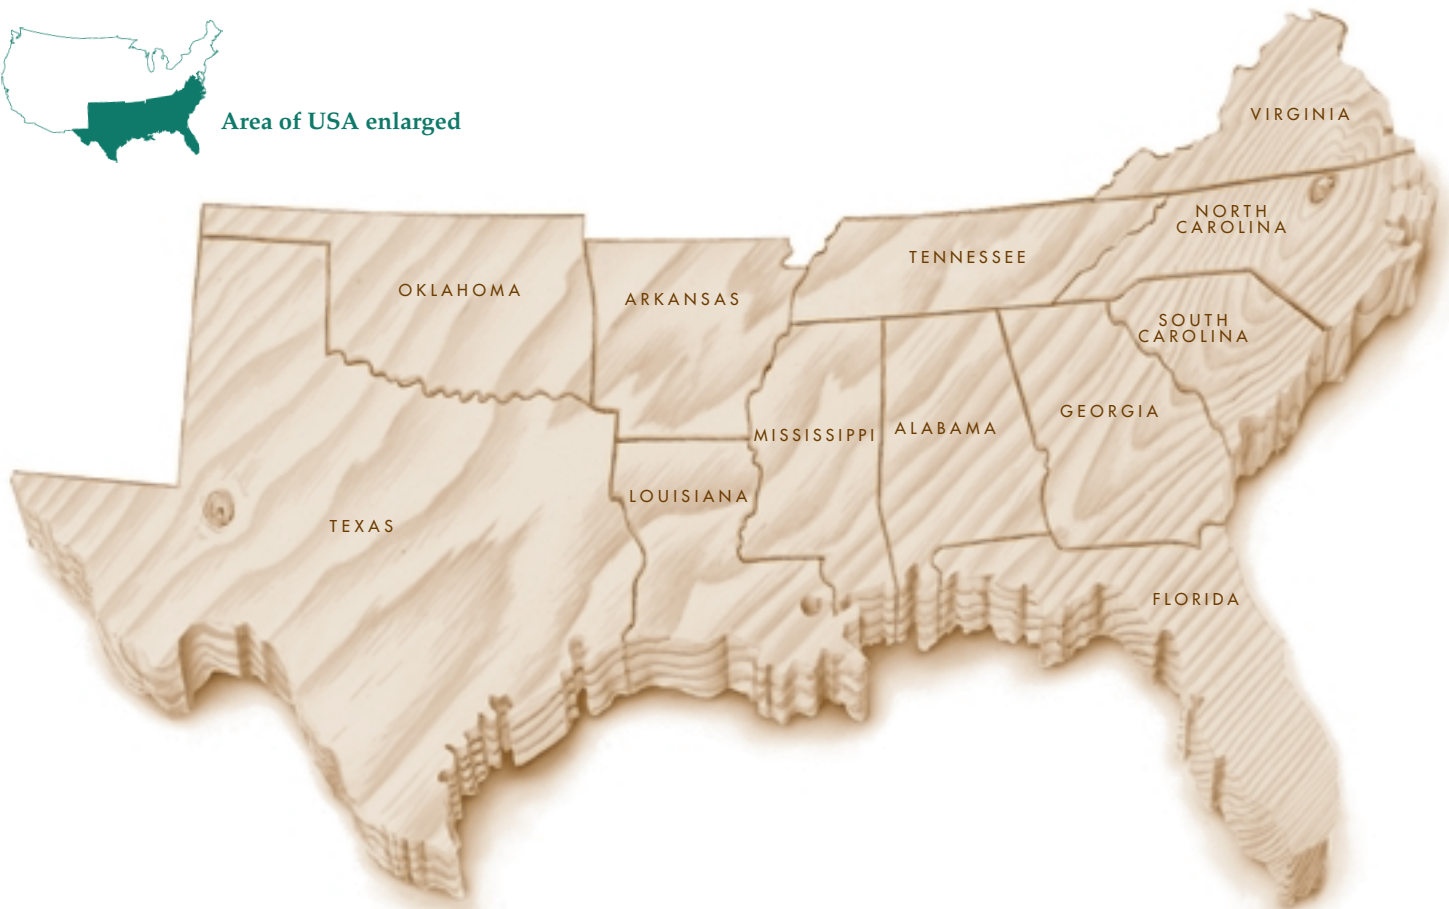 Area of USA enlarged
VIRGINIA
NORTH
CAROLINA
TENNESSEE
OKLAHOMA
ARKANSAS
SOUTH
CAROLINA
GEORGIA
ALABAMA
MISSISSIPPI
LOUISIANA
TEXAS
FLORIDA